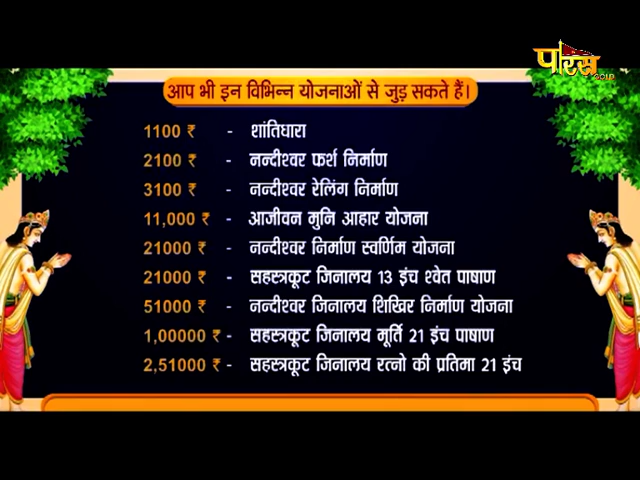 पारस
GOLD
आप भी इन विभिन्न योजनाओं से जुड़ सकते हैं।
1100 ₹ - शांतिधारा
2100 ₹ - नन्दीश्वर फर्श निर्माण
3100 ₹ - नन्दीश्वर रेलिंग निर्माण
11,000 ₹ - आजीवन मुनि आहार योजना
21000 ₹ - नन्दीश्वर निर्माण स्वर्णिम योजना
21000 ₹ - सहस्त्रकूट जिनालय 13 इंच श्वेत पाषाण
51000 ₹ - नन्दीश्वर जिनालय शिखिर निर्माण योजना
1,00000 ₹ - सहस्त्रकूट जिनालय मूर्ति 21 इंच पाषाण
2,51000 ₹ - सहस्त्रकूट जिनालय रत्नो की प्रतिमा 21 इंच